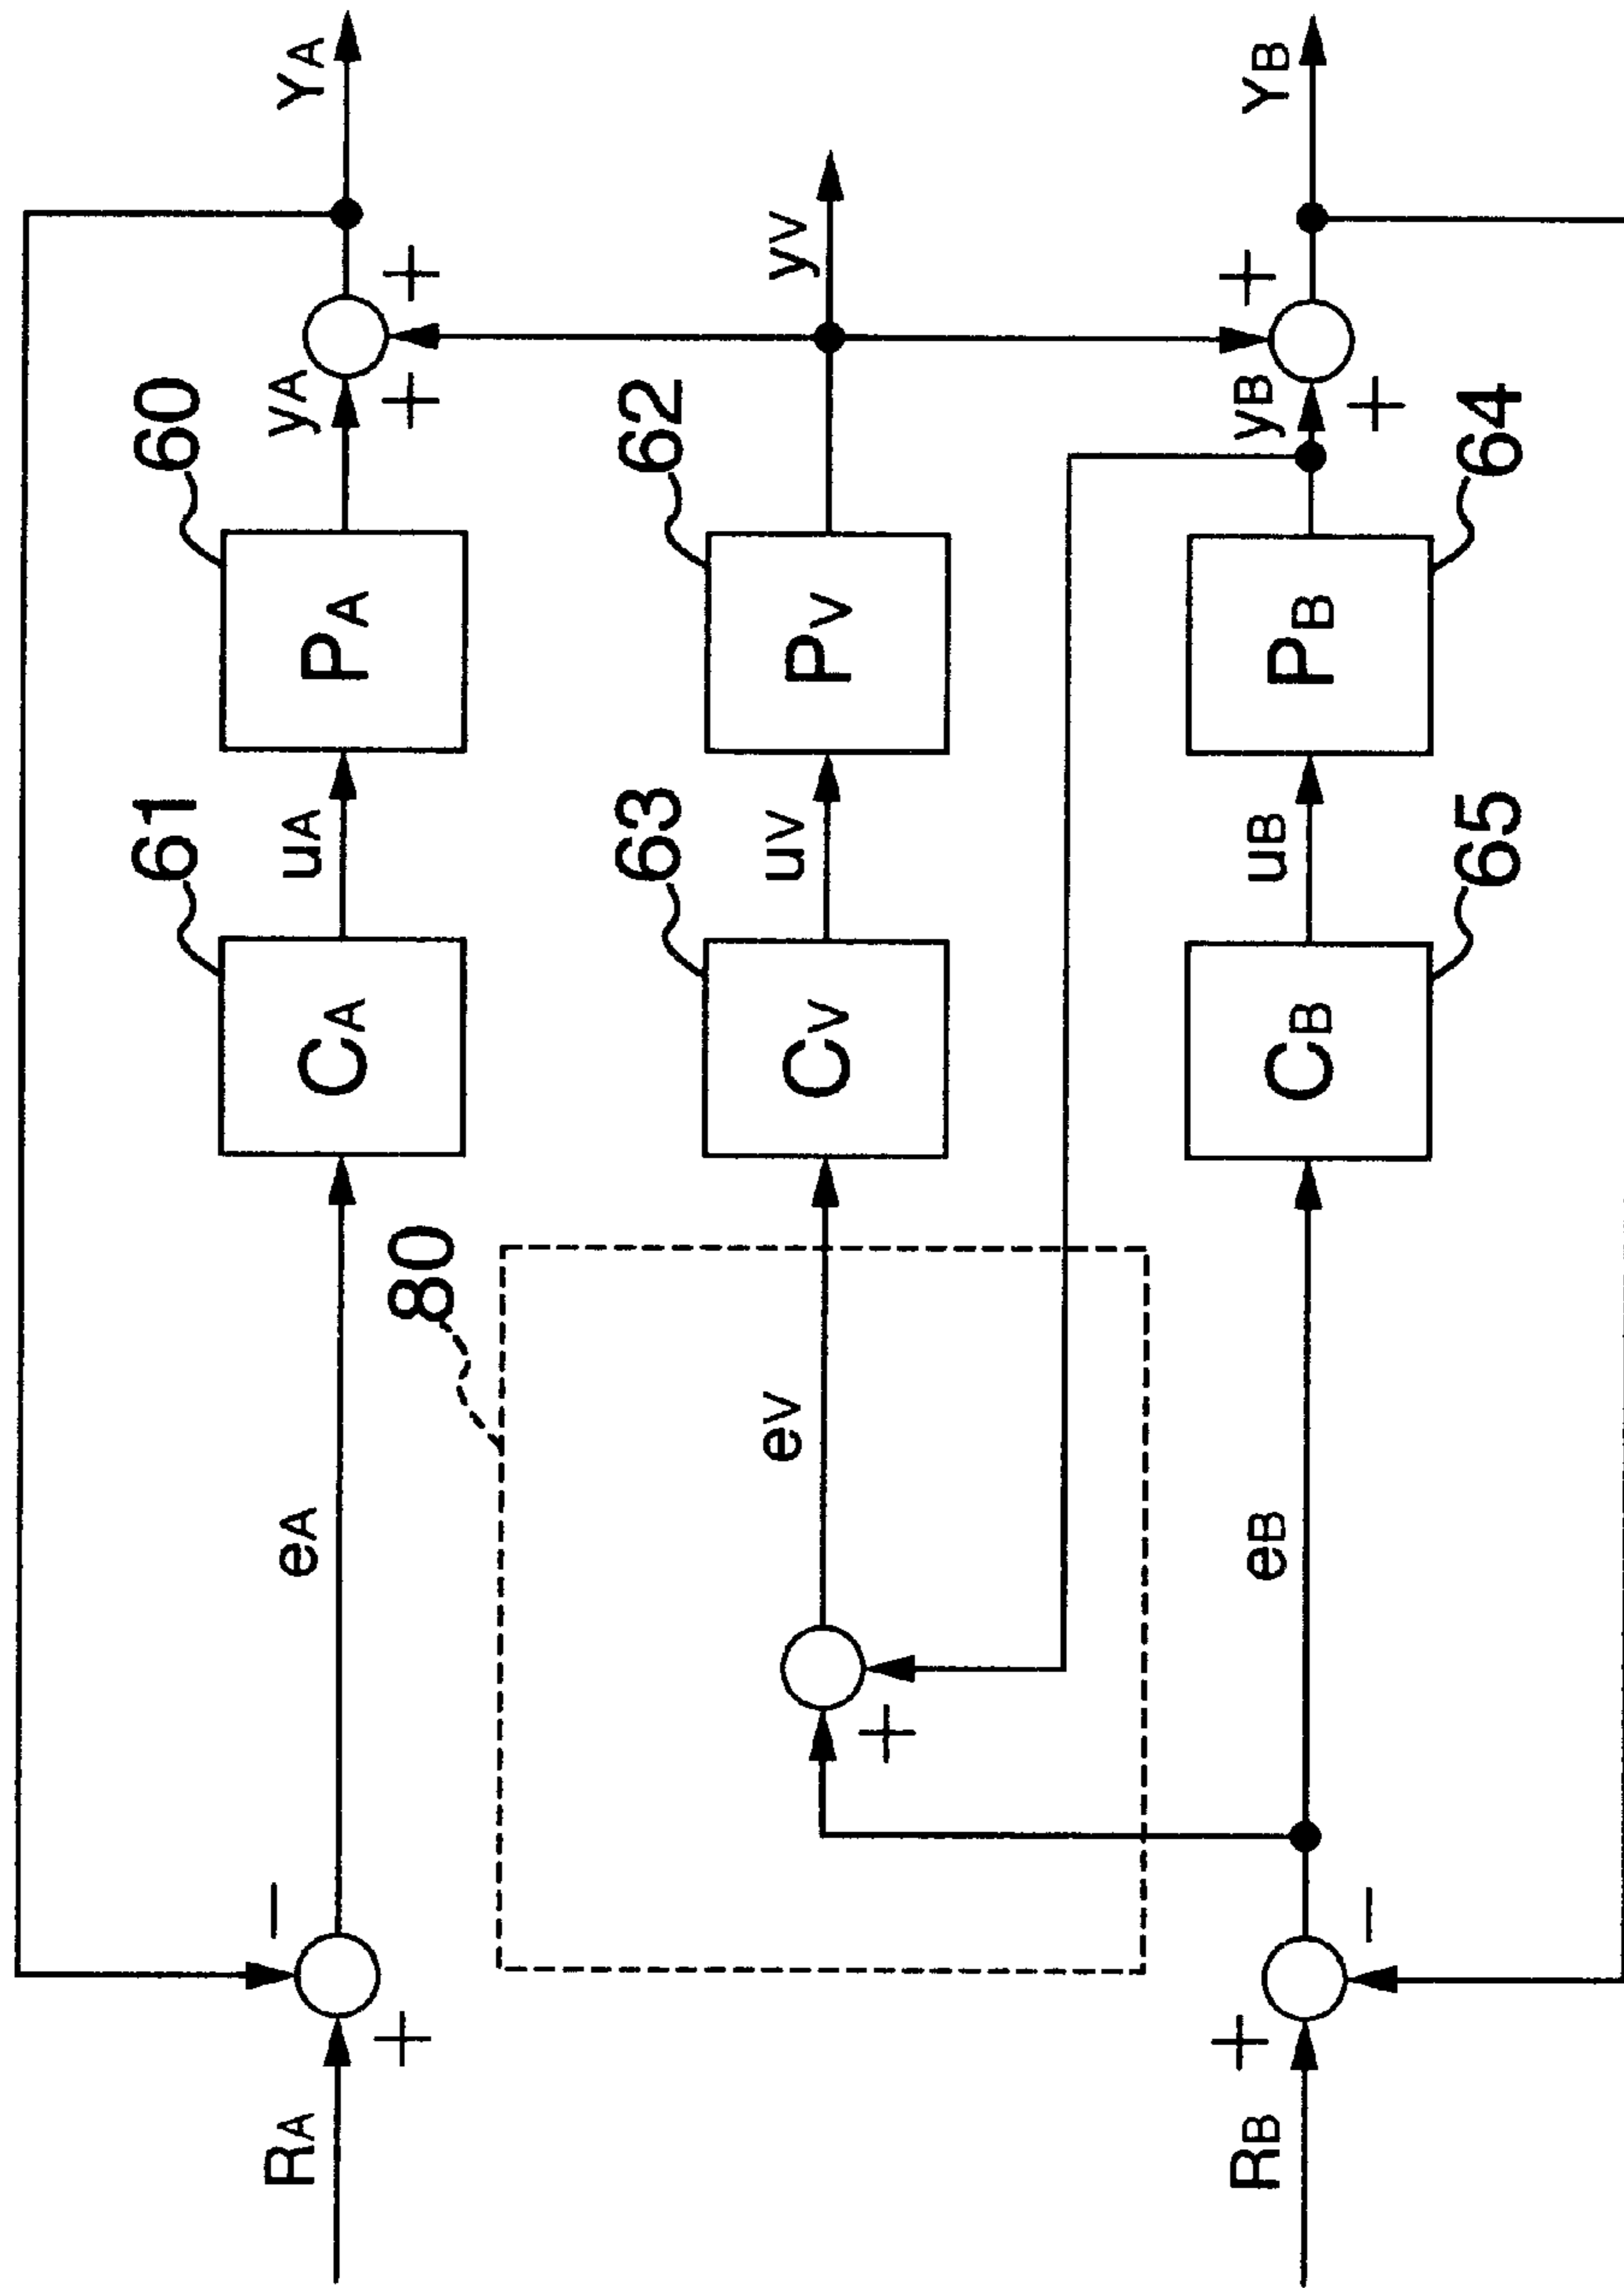 RA
+
−
eA
CA
61
uA
PA
60
yA
+
+
YA
80
+
eV
CV
63
uV
PV
62
yV
RB
+
−
eB
CB
65
uB
PB
64
yB
+
+
YB